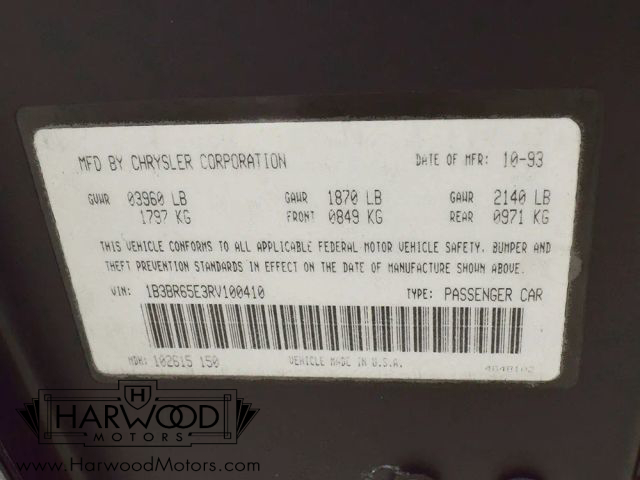 MFD BY CHRYSLER CORPORATION DATE OF MFR: 10-93
GVWR 03960 LB GAWR 1870 LB GAWR 2140 LB
1797 KG FRONT 0849 KG REAR 0971 KG
THIS VEHICLE CONFORMS TO ALL APPLICABLE FEDERAL MOTOR VEHICLE SAFETY, BUMPER AND
THEFT PREVENTION STANDARDS IN EFFECT ON THE DATE OF MANUFACTURE SHOWN ABOVE.
VIN: 1B3BR65E3RV100410 TYPE: PASSENGER CAR
MDH: 102615 150 VEHICLE MADE IN U.S.A. 4648102
H
HARWOOD
MOTORS
www.HarwoodMotors.com